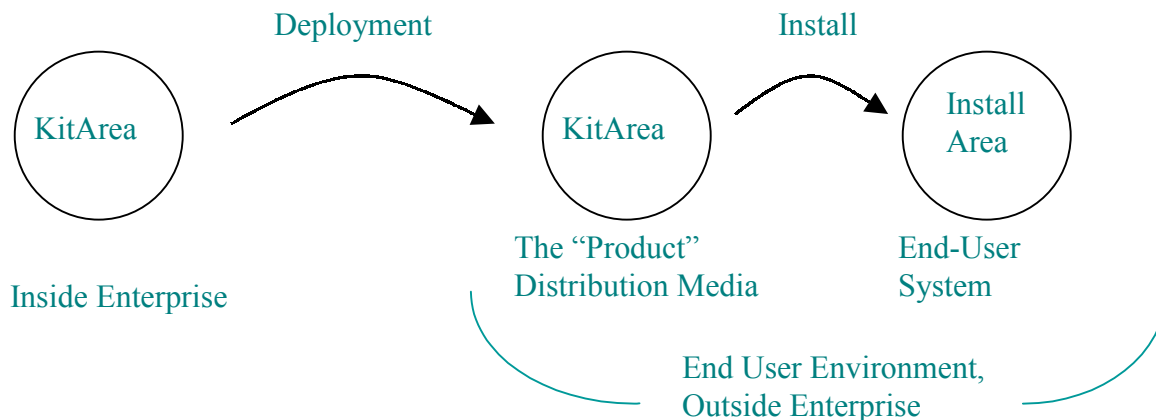 Deployment
Install
KitArea
KitArea
Install
Area
The “Product”
Distribution Media
End-User
System
Inside Enterprise
End User Environment,
Outside Enterprise